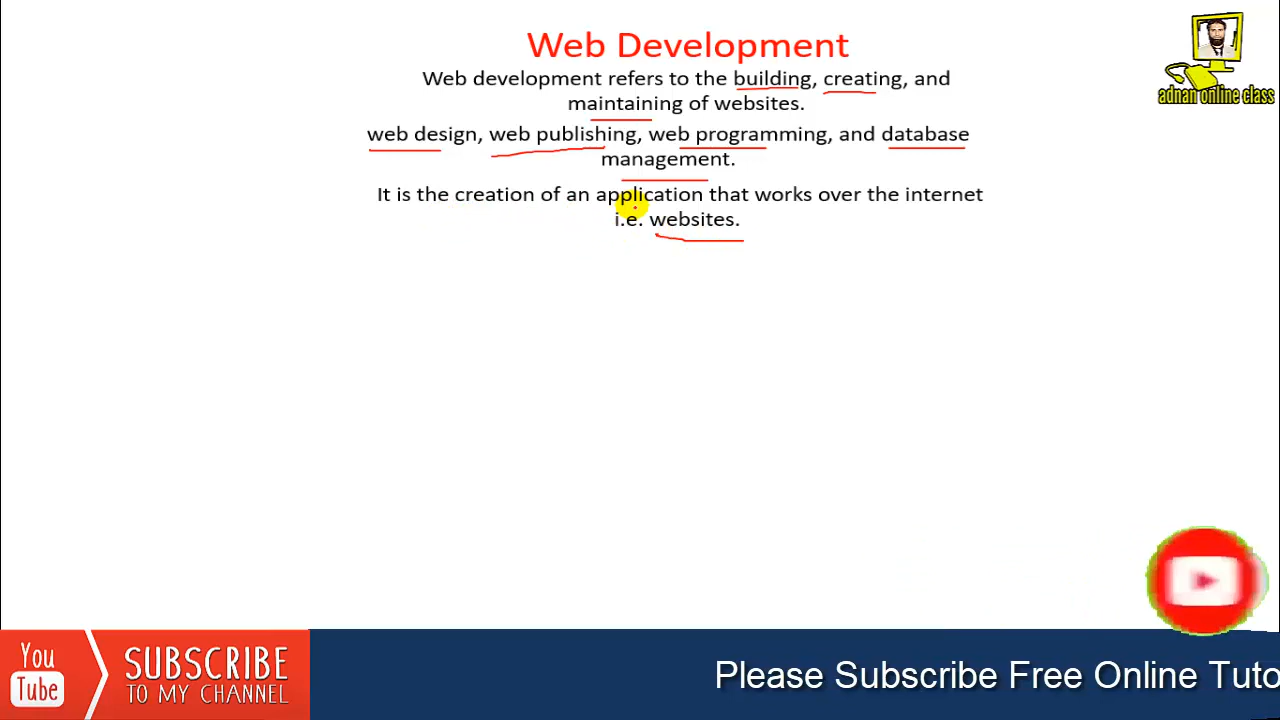 Web Development
Web development refers to the building, creating, and
maintaining of websites.
web design, web publishing, web programming, and database
management.
It is the creation of an application that works over the internet
i.e. websites.
adnan online class
You
Tube
SUBSCRIBE
TO MY CHANNEL
Please Subscribe Free Online Tuto